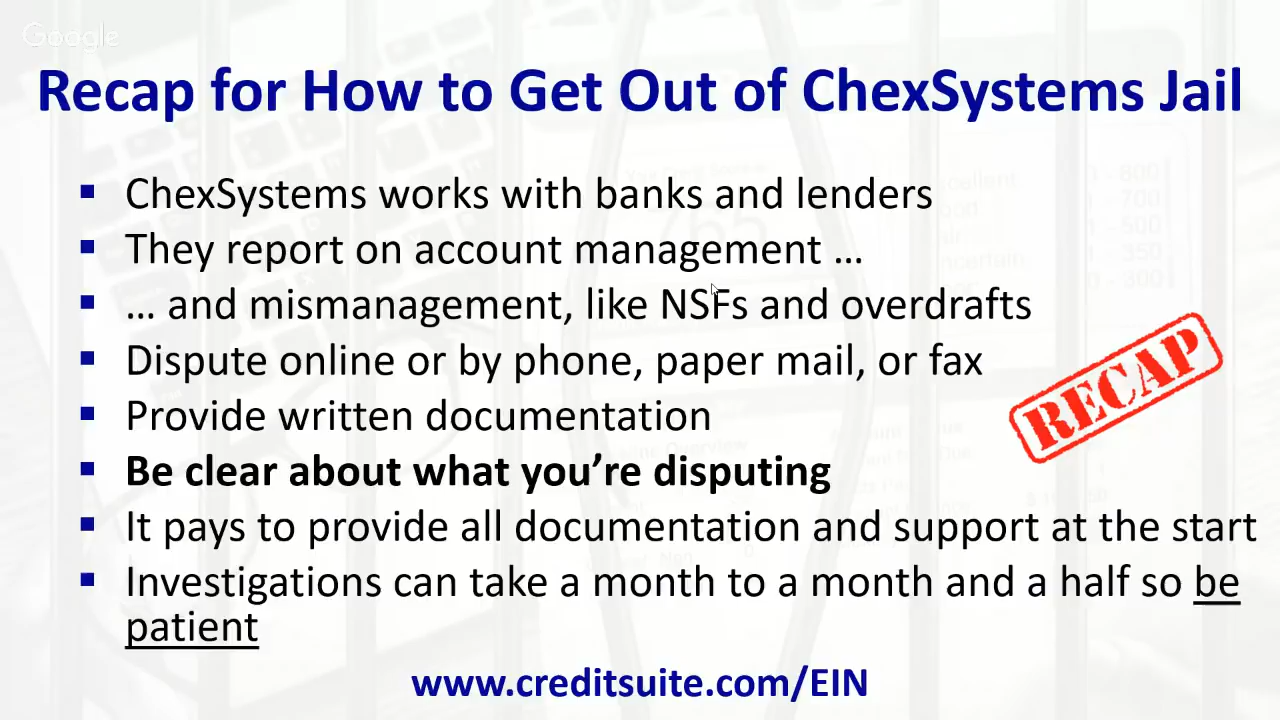 Google
Recap for How to Get Out of ChexSystems Jail
▪ ChexSystems works with banks and lenders
▪ They report on account management …
▪ … and mismanagement, like NSFs and overdrafts
▪ Dispute online or by phone, paper mail, or fax
RECAP
▪ Provide written documentation
▪ Be clear about what you’re disputing
▪ It pays to provide all documentation and support at the start
▪ Investigations can take a month to a month and a half so be
patient
www.creditsuite.com/EIN